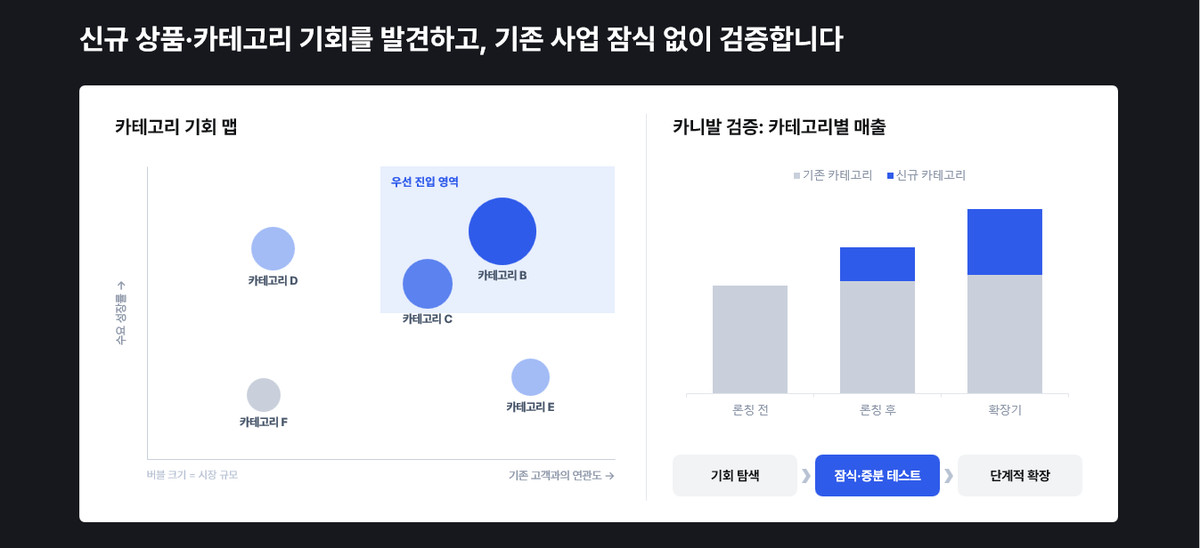 신규 상품·카테고리 기회를 발견하고, 기존 사업 잠식 없이 검증합니다
카테고리 기회 맵
우선 진입 영역
카테고리 B
카테고리 D
카테고리 C
카테고리 E
카테고리 F
수요 성장률 →
버블 크기 = 시장 규모
기존 고객과의 연관도 →
카니발 검증: 카테고리별 매출
기존 카테고리
신규 카테고리
론칭 전
론칭 후
확장기
기회 탐색
잠식·증분 테스트
단계적 확장